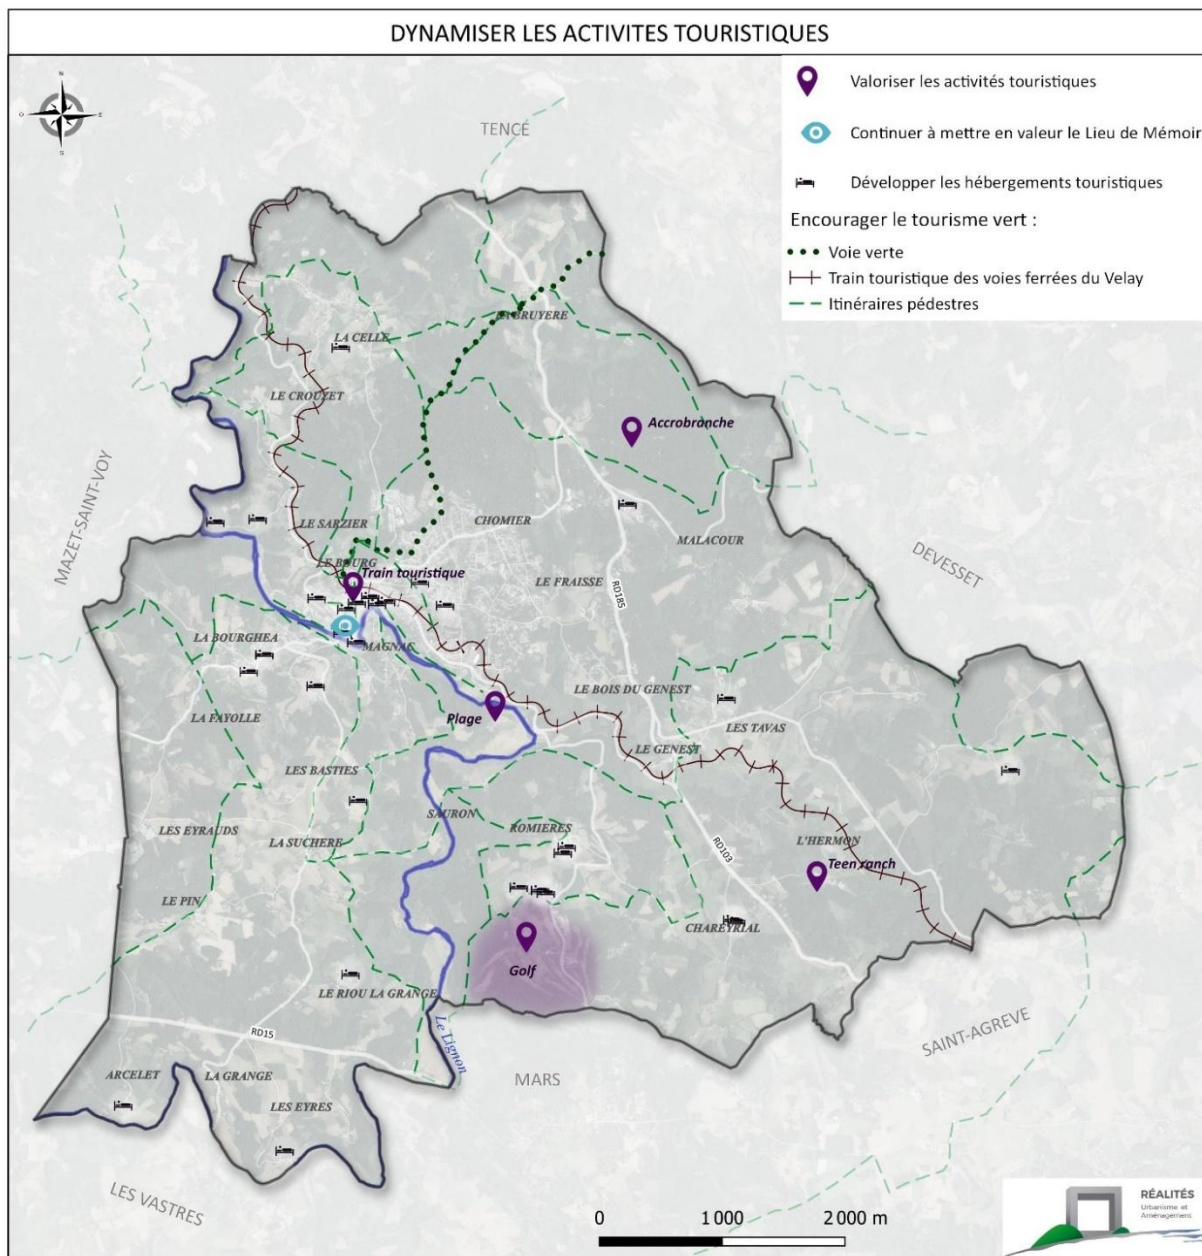 DYNAMISER LES ACTIVITES TOURISTIQUES
N
O
E
S
Valoriser les activités touristiques
Continuer à mettre en valeur le Lieu de Mémoir
Développer les hébergements touristiques
Encourager le tourisme vert :
Voie verte
Train touristique des voies ferrées du Velay
Itinéraires pédestres
TENCE
LA BRUYERE
LA CELLE
LE CROUZET
Accrobranche
MAZET-SAINT-VOY
LE SARZIER
CHOMIER
MALACOUR
DEVESSET
LE BOURG
Train touristique
LE FRAISSE
RD185
LA BOURGHEA
MAGNAC
LE BOIS DU GENEST
LA FAYOLLE
Plage
LES TAVAS
LE GENEST
LES BASTIES
SAURON
ROMIERES
LES EYRAUDS
LA SUCHERE
L'HERMON
RD103
Teen ranch
LE PIN
CHAREYRIAL
Golf
LE RIOU LA GRANGE
Le Lignon
RD15
SAINT-AGREVE
ARCELET
LA GRANGE
MARS
LES EYRES
LES VASTRES
0
1 000
2 000 m
RÉALITÉS
Urbanisme et
Aménagement